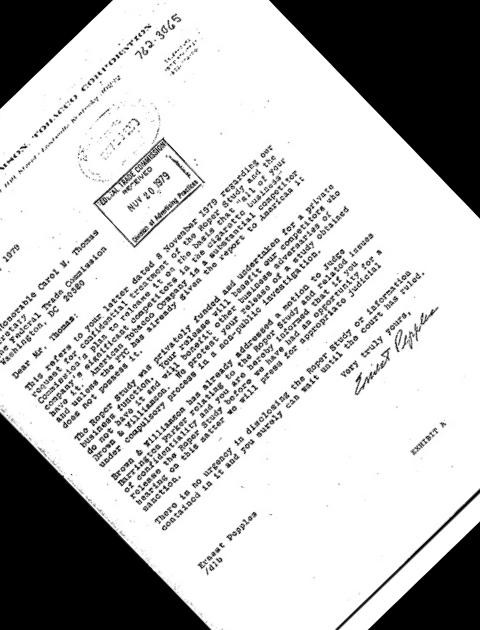 762 3065
TOBACCO CORPORATION
Street, Louisville, Kentucky
FEDERAL TRADE COMMISSION
RECEIVED
NOV 20 1979
Division of Advertising Practices
1979
Honorable Carol M. Thomas
Secretary
Federal Trade Commission
Washington, DC 20580
Dear Mr. Thomas:
This refers to your letter dated 8 November 1979 regarding our
request for confidential treatment of the Roper Study and the
Commission's plan to release it on the basis that "all of your
significant competitors in the cigarette business
American Tobacco Company is a substantial competitor
and unless the FTC has already given the report to American it
does not possess it.
The Roper Study was privately funded and undertaken for a private
business function. Your release will benefit our competitors who
do not have it and will benefit other business adversaries of
Brown & Williamson. We protest your release of a study obtained
under compulsory process in a non-public investigation.
Brown & Williamson has already addressed a motion to Judge
Barrington Parker relating to the Roper Study and related issues
of confidentiality and you are hereby informed that if you
release the Roper Study before we have had an opportunity for a
hearing on this matter we will press for appropriate judicial
sanction.
There is no urgency in disclosing the Roper Study or information
contained in it and you surely can wait until the court has ruled.
Very truly yours,
Ernest Pepples
Ernest Pepples
/dlb
EXHIBIT A